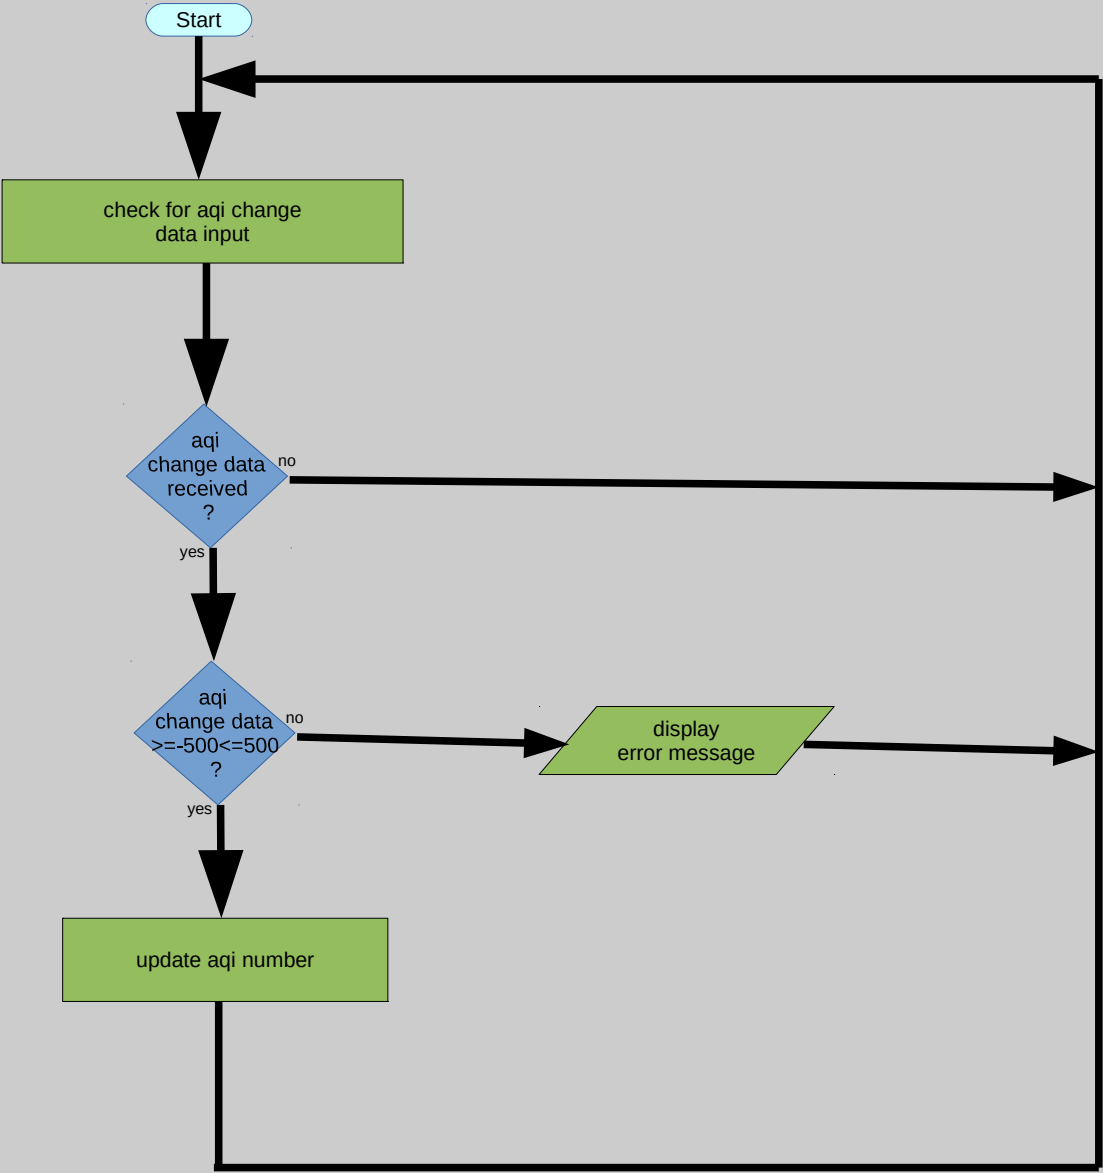 Start
check for aqi change
data input
aqi
change data
received
?
no
yes
aqi
change data
>=-500<=500
?
no
display
error message
yes
update aqi number